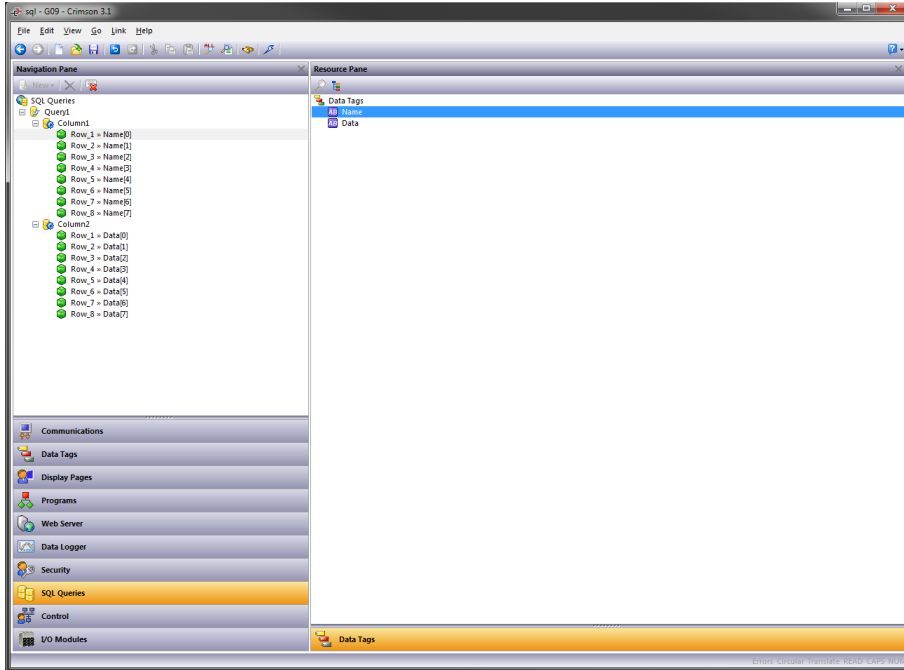 sql - G09 - Crimson 3.1
File Edit View Go Link Help
Navigation Pane
Resource Pane
New
SQL Queries
Query1
Column1
Row_1 » Name[0]
Row_2 » Name[1]
Row_3 » Name[2]
Row_4 » Name[3]
Row_5 » Name[4]
Row_6 » Name[5]
Row_7 » Name[6]
Row_8 » Name[7]
Column2
Row_1 » Data[0]
Row_2 » Data[1]
Row_3 » Data[2]
Row_4 » Data[3]
Row_5 » Data[4]
Row_6 » Data[5]
Row_7 » Data[6]
Row_8 » Data[7]
Data Tags
AB Name
AB Data
Communications
Data Tags
Display Pages
Programs
Web Server
Data Logger
Security
SQL Queries
Control
I/O Modules
Data Tags
Errors Circular Translate READ CAPS NUM